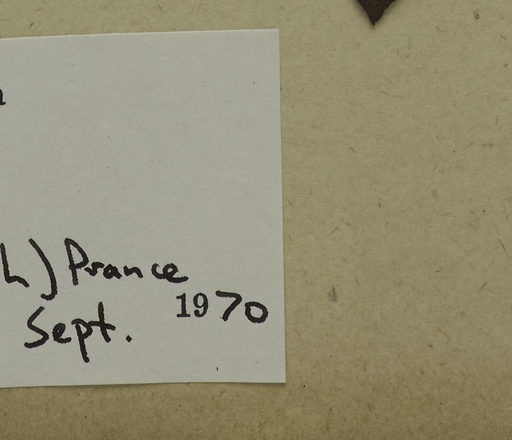 h) Prance
Sept. 1970